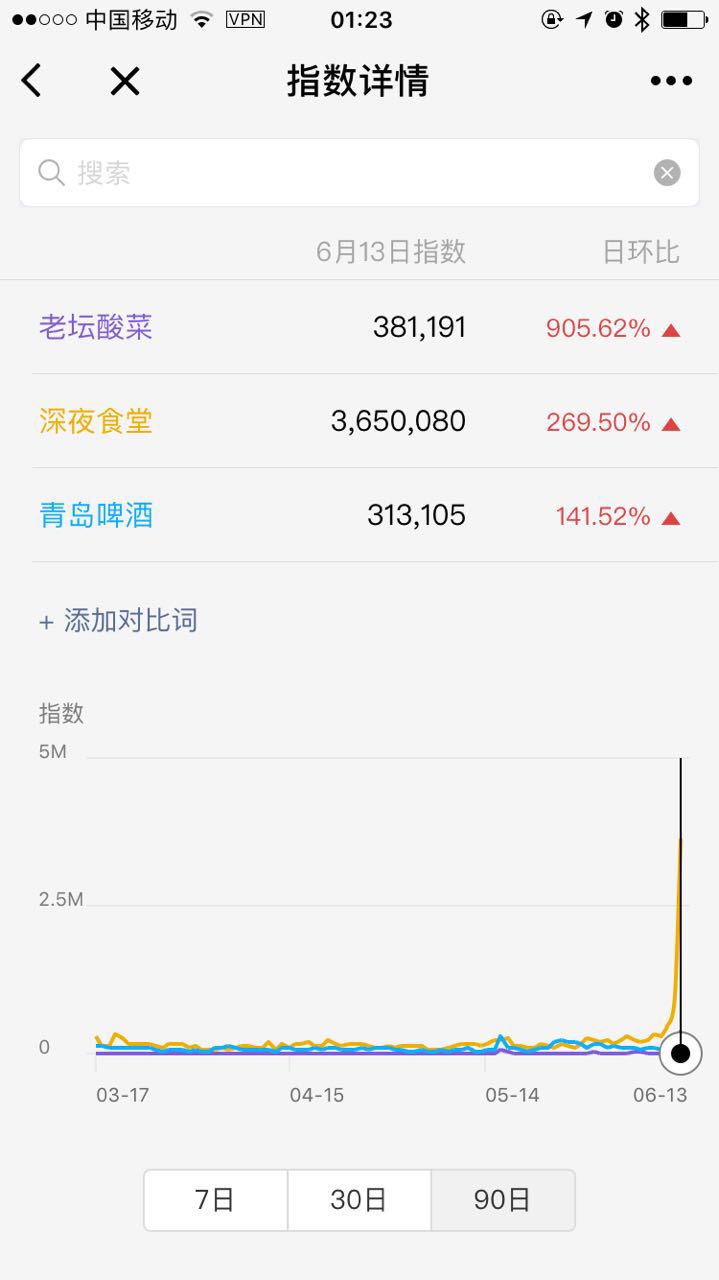 中国移动 VPN 01:23
指数详情
搜索
6月13日指数 日环比
老坛酸菜 381,191 905.62% ▲
深夜食堂 3,650,080 269.50% ▲
青岛啤酒 313,105 141.52% ▲
+ 添加对比词
指数
5M
2.5M
0
03-17 04-15 05-14 06-13
7日 30日 90日